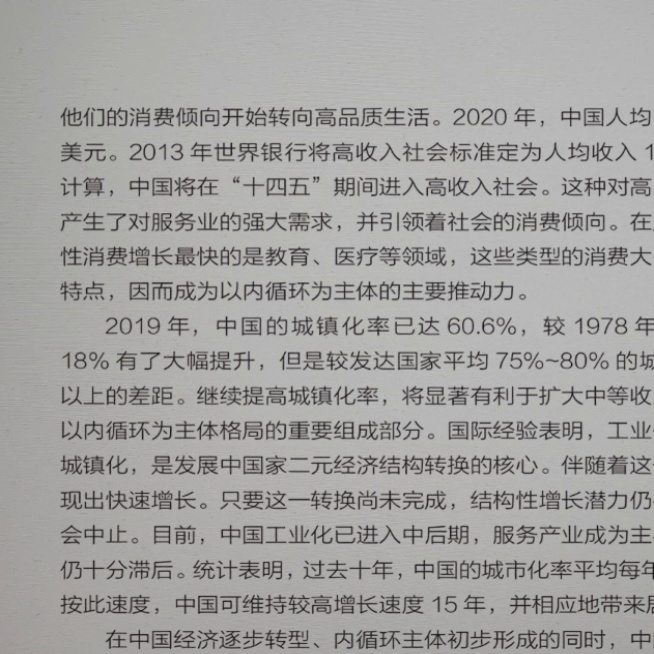 他们的消费倾向开始转向高品质生活。2020 年，中国人均
美元。2013 年世界银行将高收入社会标准定为人均收入 1
计算，中国将在“十四五”期间进入高收入社会。这种对高
产生了对服务业的强大需求，并引领着社会的消费倾向。在
性消费增长最快的是教育、医疗等领域，这些类型的消费大
特点，因而成为以内循环为主体的主要推动力。
2019 年，中国的城镇化率已达 60.6%，较 1978 年
18% 有了大幅提升，但是较发达国家平均 75%~80% 的城
以上的差距。继续提高城镇化率，将显著有利于扩大中等收
以内循环为主体格局的重要组成部分。国际经验表明，工业
城镇化，是发展中国家二元经济结构转换的核心。伴随着这
现出快速增长。只要这一转换尚未完成，结构性增长潜力仍
会中止。目前，中国工业化已进入中后期，服务产业成为主
仍十分滞后。统计表明，过去十年，中国的城市化率平均每年
按此速度，中国可维持较高增长速度 15 年，并相应地带来
在中国经济逐步转型、内循环主体初步形成的同时，中